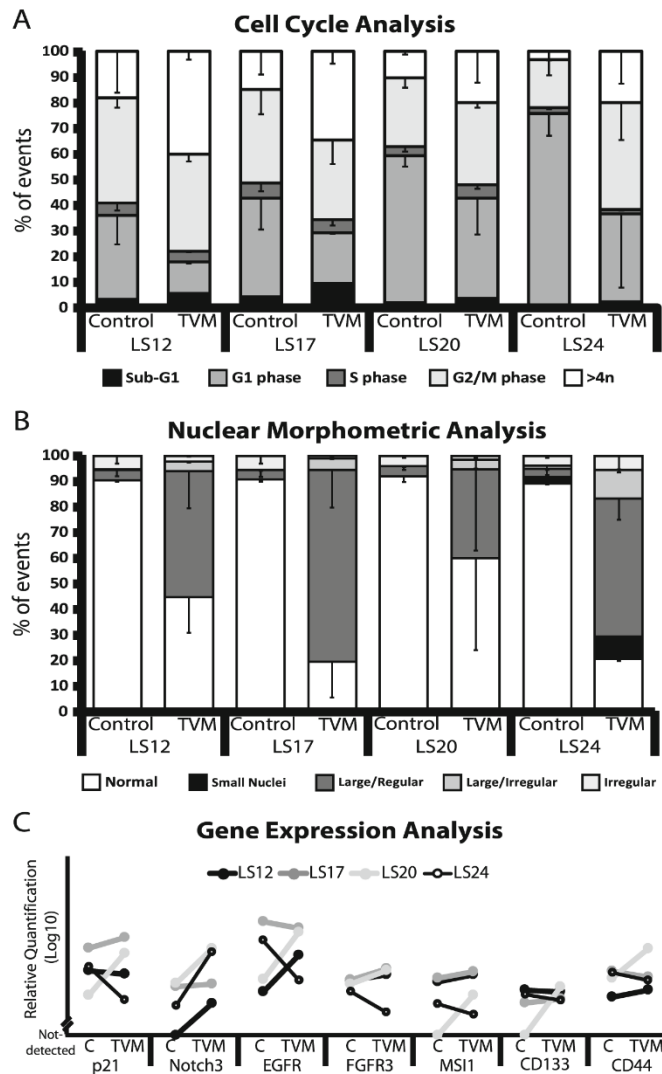 A
Cell Cycle Analysis
% of events
100
90
80
70
60
50
40
30
20
10
0
Control TVM Control TVM Control TVM Control TVM
LS12 LS17 LS20 LS24
Sub-G1 G1 phase S phase G2/M phase >4n
B
Nuclear Morphometric Analysis
% of events
100
90
80
70
60
50
40
30
20
10
0
Control TVM Control TVM Control TVM Control TVM
LS12 LS17 LS20 LS24
Normal Small Nuclei Large/Regular Large/Irregular Irregular
C
Gene Expression Analysis
LS12 LS17 LS20 LS24
Relative Quantification
(Log10)
Not-
detected
C TVM C TVM C TVM C TVM C TVM C TVM C TVM
p21 Notch3 EGFR FGFR3 MSI1 CD133 CD44